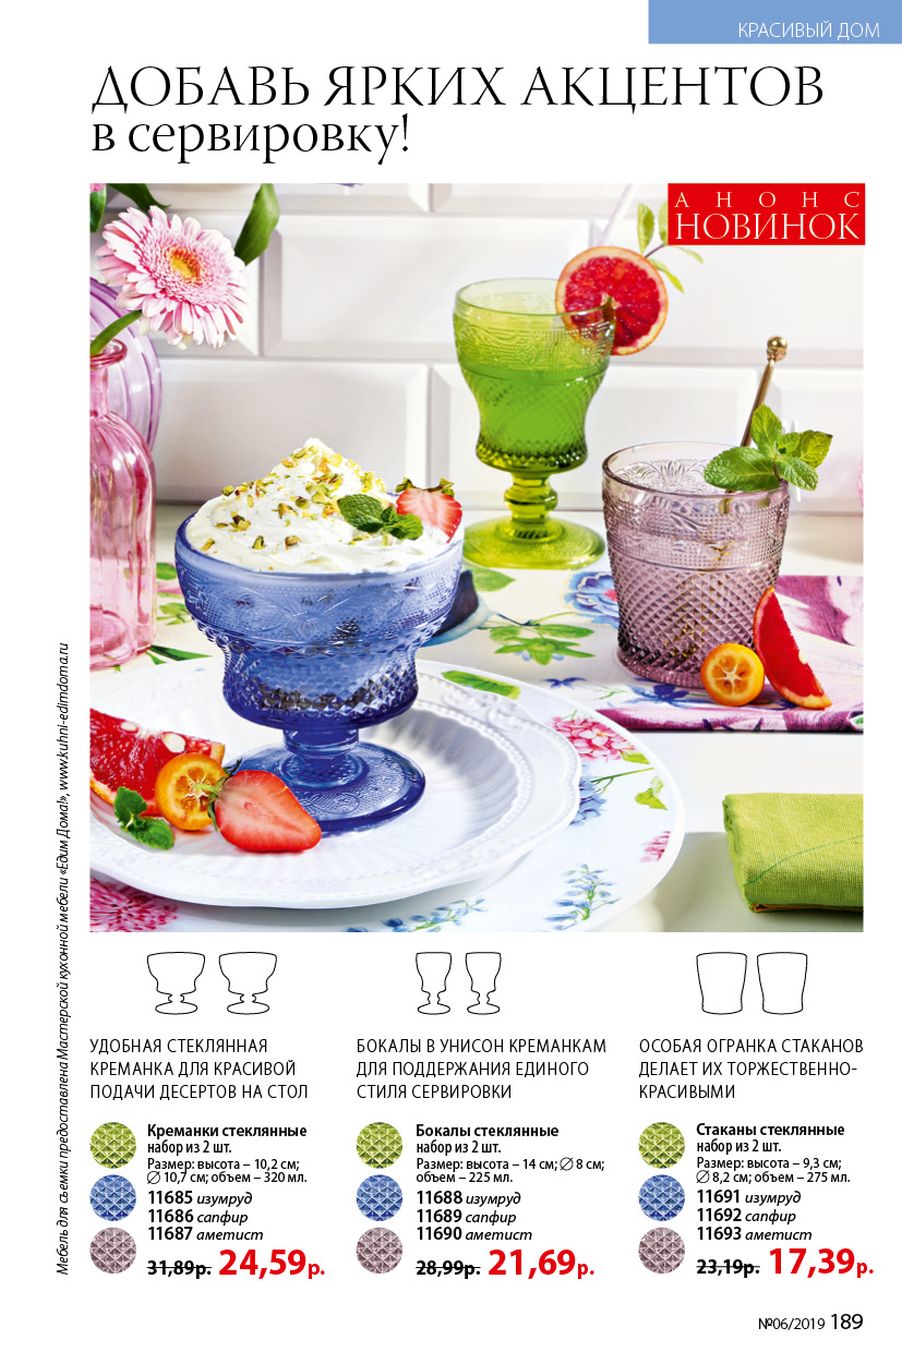 КРАСИВЫЙ ДОМ
ДОБАВЬ ЯРКИХ АКЦЕНТОВ
в сервировку!
АНОНС
НОВИНОК
Мебель для съемки предоставлена Мастерской кухонной мебели «Едим Дома!», www.kuhni-edimdoma.ru
УДОБНАЯ СТЕКЛЯННАЯ
КРЕМАНКА ДЛЯ КРАСИВОЙ
ПОДАЧИ ДЕСЕРТОВ НА СТОЛ
Креманки стеклянные
набор из 2 шт.
Размер: высота – 10,2 см;
∅ 10,7 см; объем – 320 мл.
11685 изумруд
11686 сапфир
11687 аметист
31,89р. 24,59р.
БОКАЛЫ В УНИСОН КРЕМАНКАМ
ДЛЯ ПОДДЕРЖАНИЯ ЕДИНОГО
СТИЛЯ СЕРВИРОВКИ
Бокалы стеклянные
набор из 2 шт.
Размер: высота – 14 см; ∅ 8 см;
объем – 225 мл.
11688 изумруд
11689 сапфир
11690 аметист
28,99р. 21,69р.
ОСОБАЯ ОГРАНКА СТАКАНОВ
ДЕЛАЕТ ИХ ТОРЖЕСТВЕННО-
КРАСИВЫМИ
Стаканы стеклянные
набор из 2 шт.
Размер: высота – 9,3 см;
∅ 8,2 см; объем – 275 мл.
11691 изумруд
11692 сапфир
11693 аметист
23,19р. 17,39р.
№06/2019 189